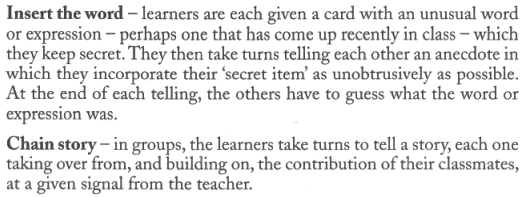 Insert the word – learners are each given a card with an unusual word
or expression – perhaps one that has come up recently in class – which
they keep secret. They then take turns telling each other an anecdote in
which they incorporate their ‘secret item’ as unobtrusively as possible.
At the end of each telling, the others have to guess what the word or
expression was.
Chain story – in groups, the learners take turns to tell a story, each one
taking over from, and building on, the contribution of their classmates,
at a given signal from the teacher.